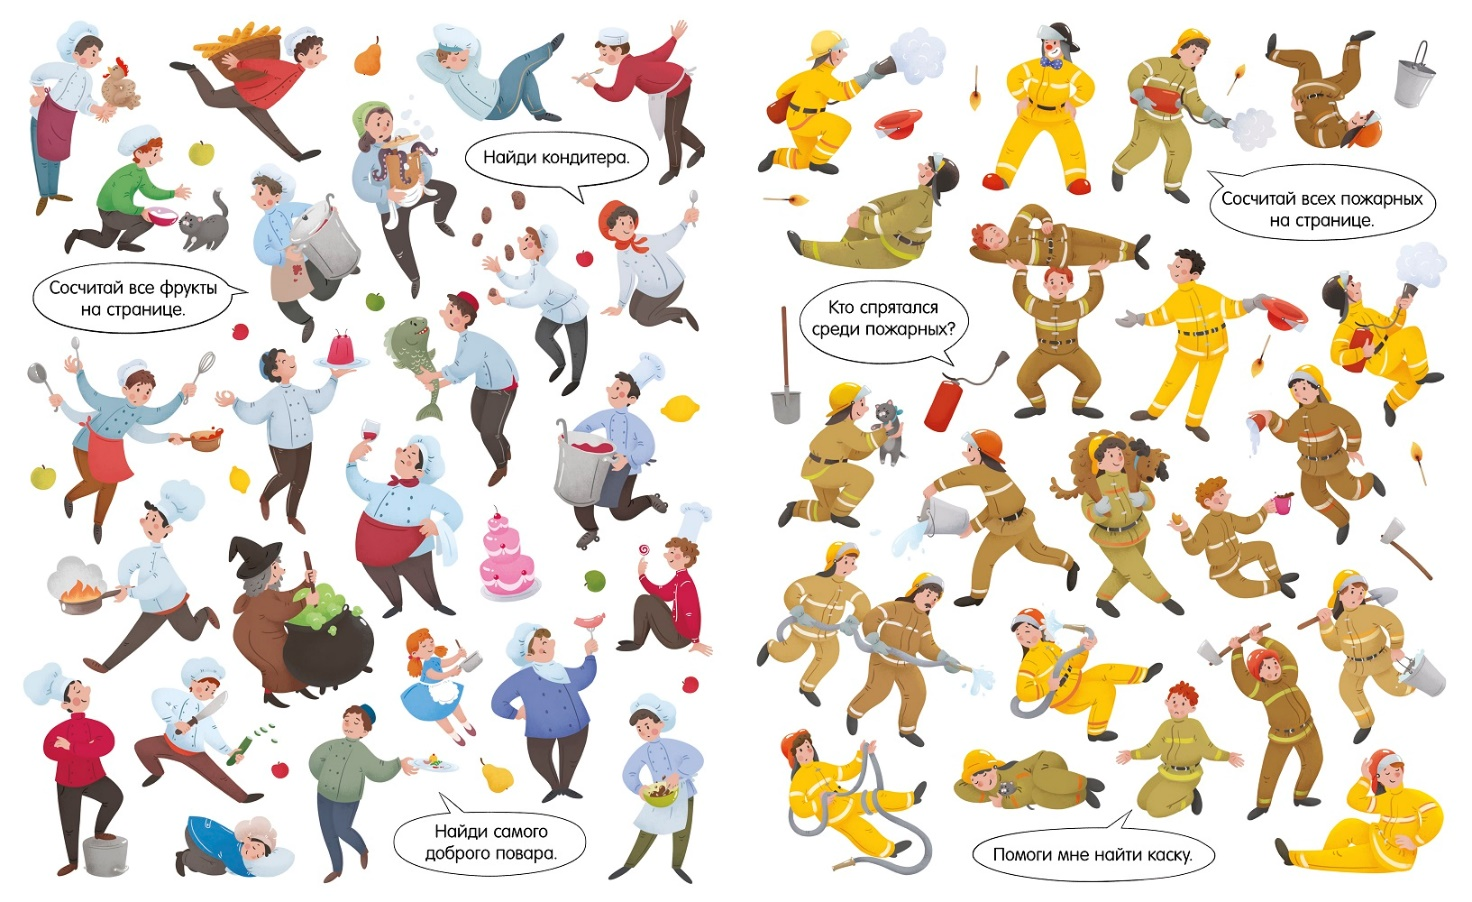 Найди кондитера.
Сосчитай все фрукты
на странице.
Найди самого
доброго повара.
Сосчитай всех пожарных
на странице.
Кто спрятался
среди пожарных?
Помоги мне найти каску.